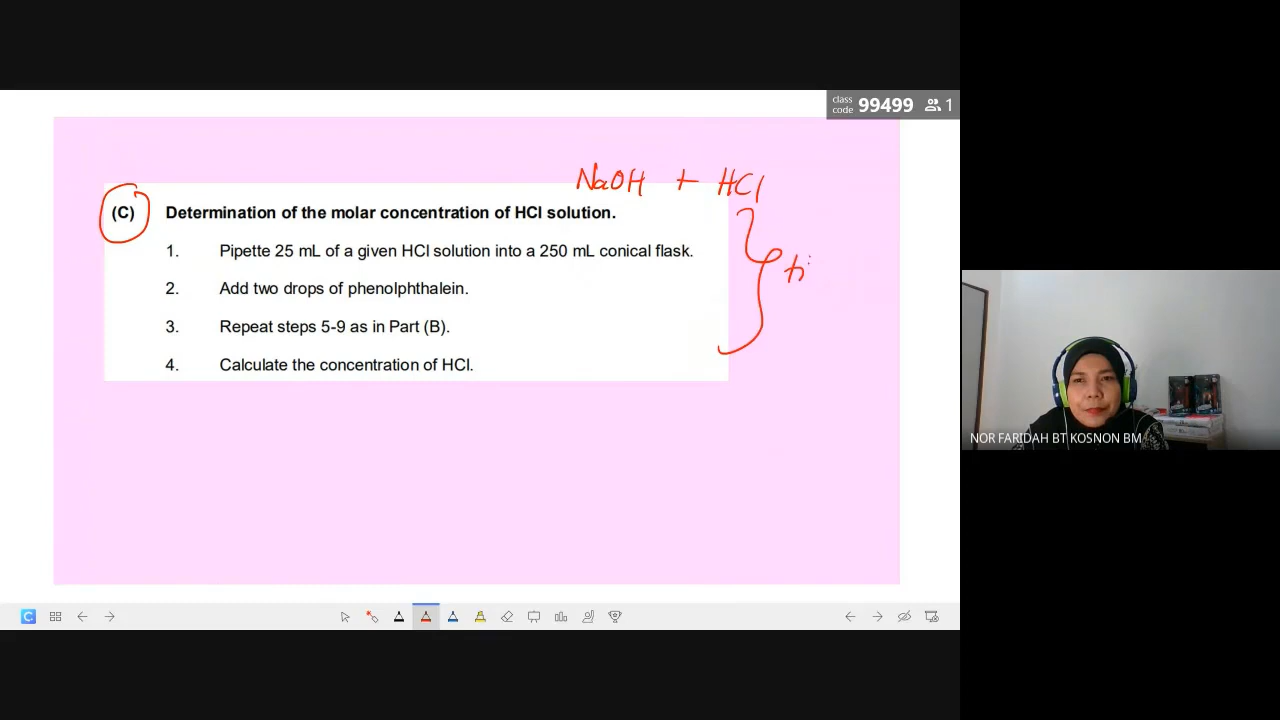 class code 99499 1
NaOH + HCl
(C) Determination of the molar concentration of HCl solution.
1. Pipette 25 mL of a given HCl solution into a 250 mL conical flask.
2. Add two drops of phenolphthalein.
3. Repeat steps 5-9 as in Part (B).
4. Calculate the concentration of HCl.
NOR FARIDAH BT KOSNON BM